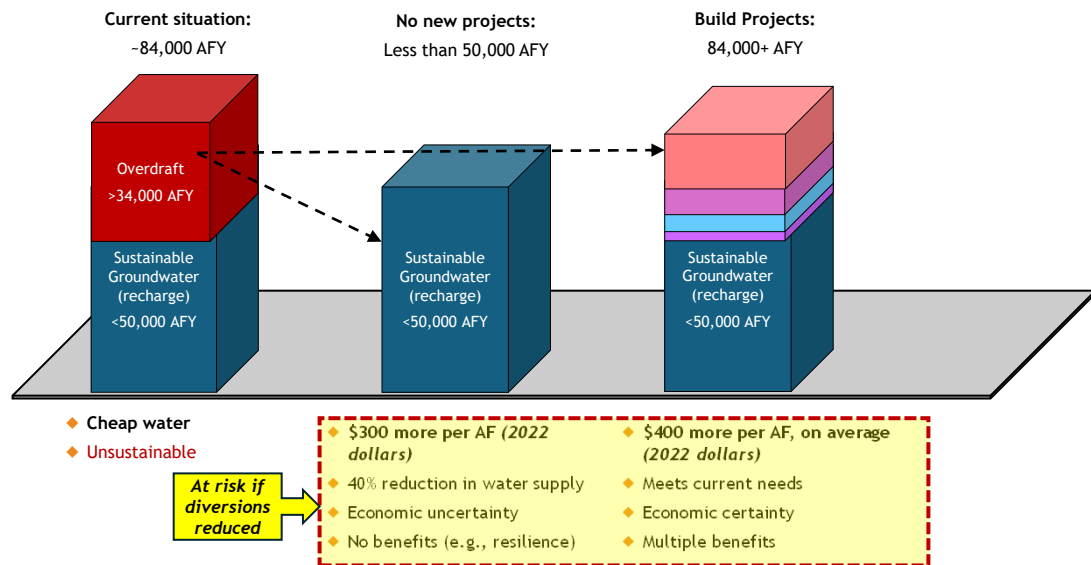 Current situation:
~84,000 AFY
No new projects:
Less than 50,000 AFY
Build Projects:
84,000+ AFY
Overdraft
>34,000 AFY
Sustainable
Groundwater
(recharge)
<50,000 AFY
Sustainable
Groundwater
(recharge)
<50,000 AFY
Sustainable
Groundwater
(recharge)
<50,000 AFY
Cheap water
Unsustainable
At risk if
diversions
reduced
$300 more per AF (2022
dollars)
40% reduction in water supply
Economic uncertainty
No benefits (e.g., resilience)
$400 more per AF, on average
(2022 dollars)
Meets current needs
Economic certainty
Multiple benefits